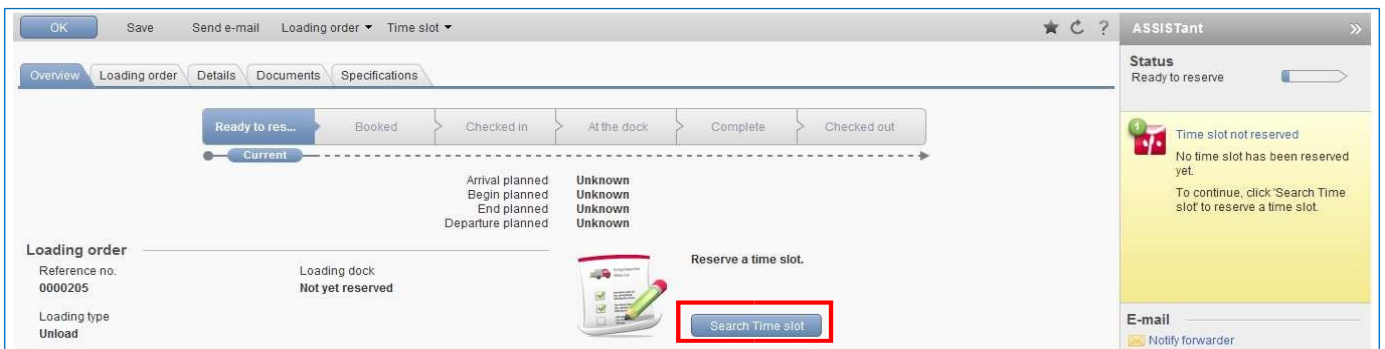 OK Save Send e-mail Loading order Time slot ? ASSISTant
Status
Ready to reserve
Overview Loading order Details Documents Specifications
Ready to res... Booked Checked in At the dock Complete Checked out
Current
1
Time slot not reserved
No time slot has been reserved
yet.
To continue, click 'Search Time
slot' to reserve a time slot.
Arrival planned Unknown
Begin planned Unknown
End planned Unknown
Departure planned Unknown
Loading order
Reference no. Loading dock
0000205 Not yet reserved
Loading type
Unload
Reserve a time slot.
Search Time slot
E-mail
Notify forwarder